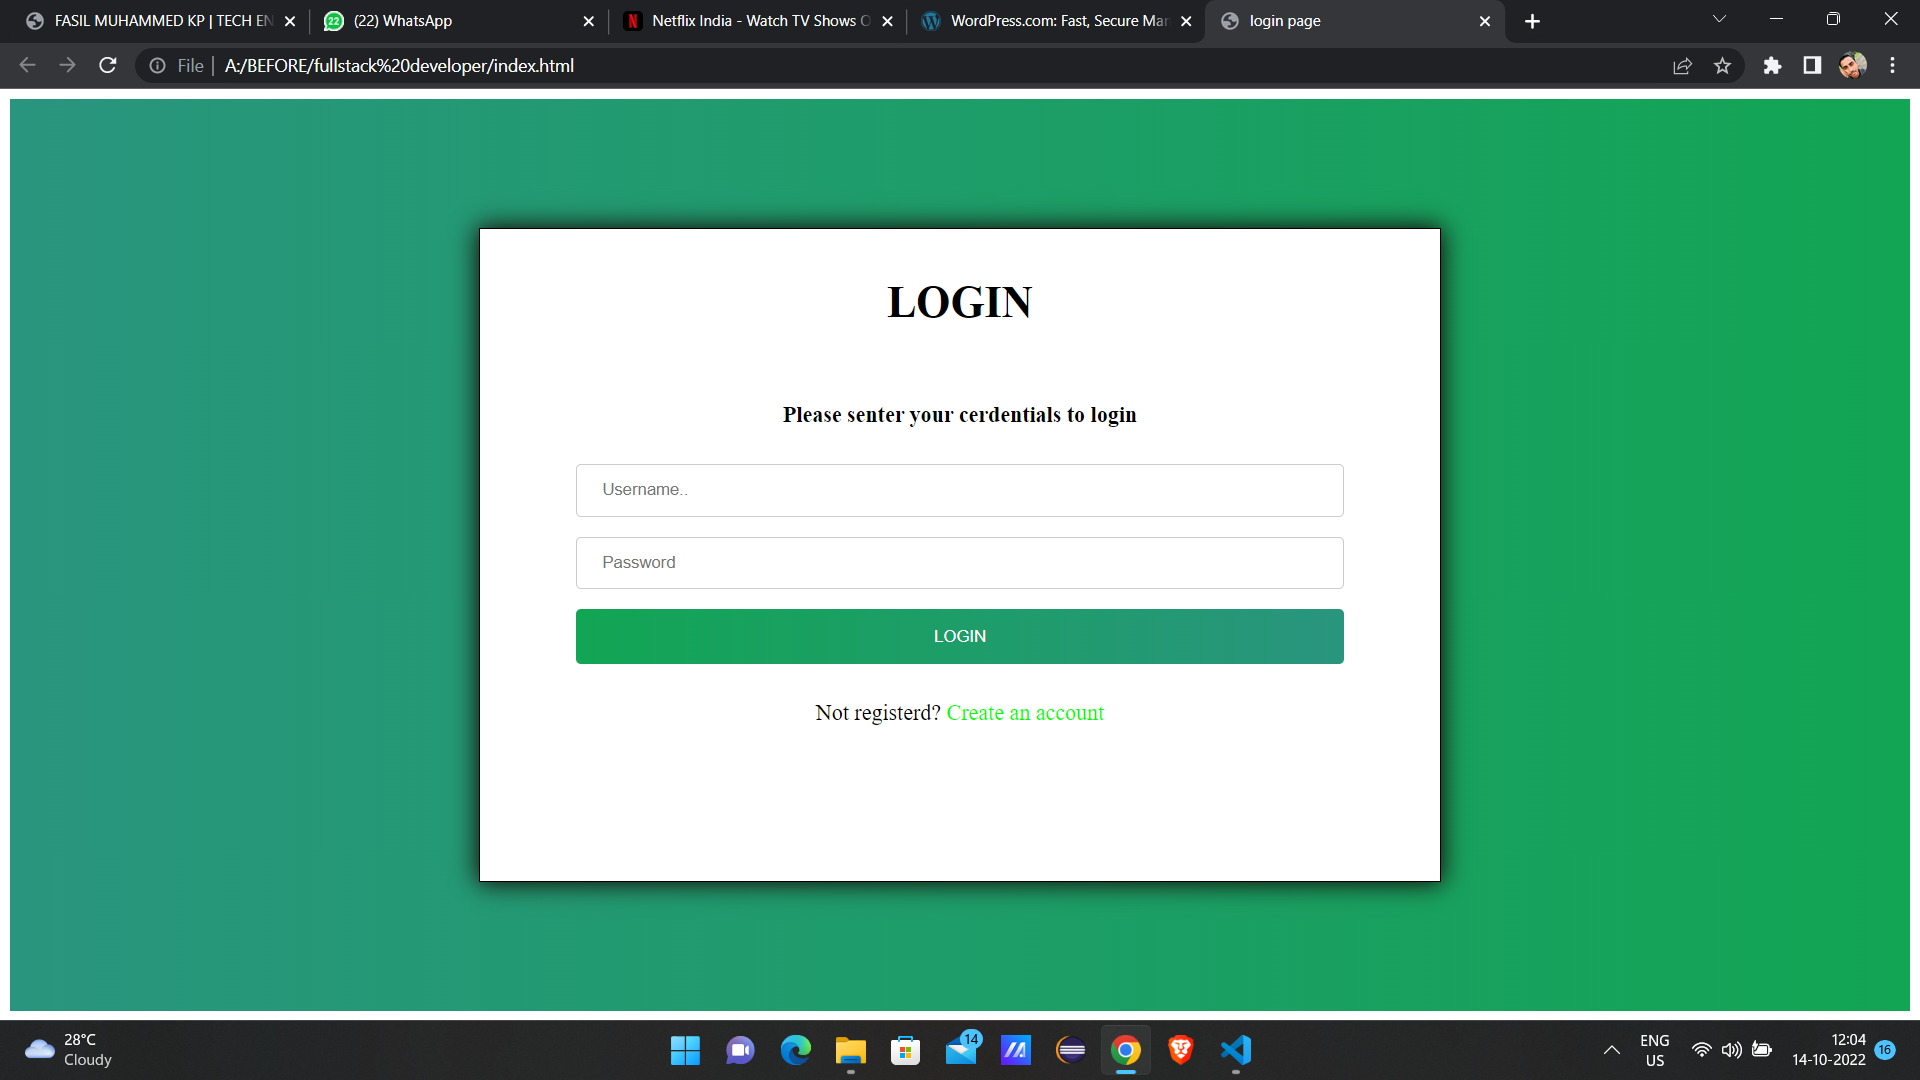 FASIL MUHAMMED KP | TECH EN
(22) WhatsApp
Netflix India - Watch TV Shows O
WordPress.com: Fast, Secure Mar
login page
File | A:/BEFORE/fullstack%20developer/index.html
LOGIN
Please senter your cerdentials to login
Username..
Password
LOGIN
Not registerd? Create an account
28°C
Cloudy
14
ENG
US
12:04
14-10-2022
16